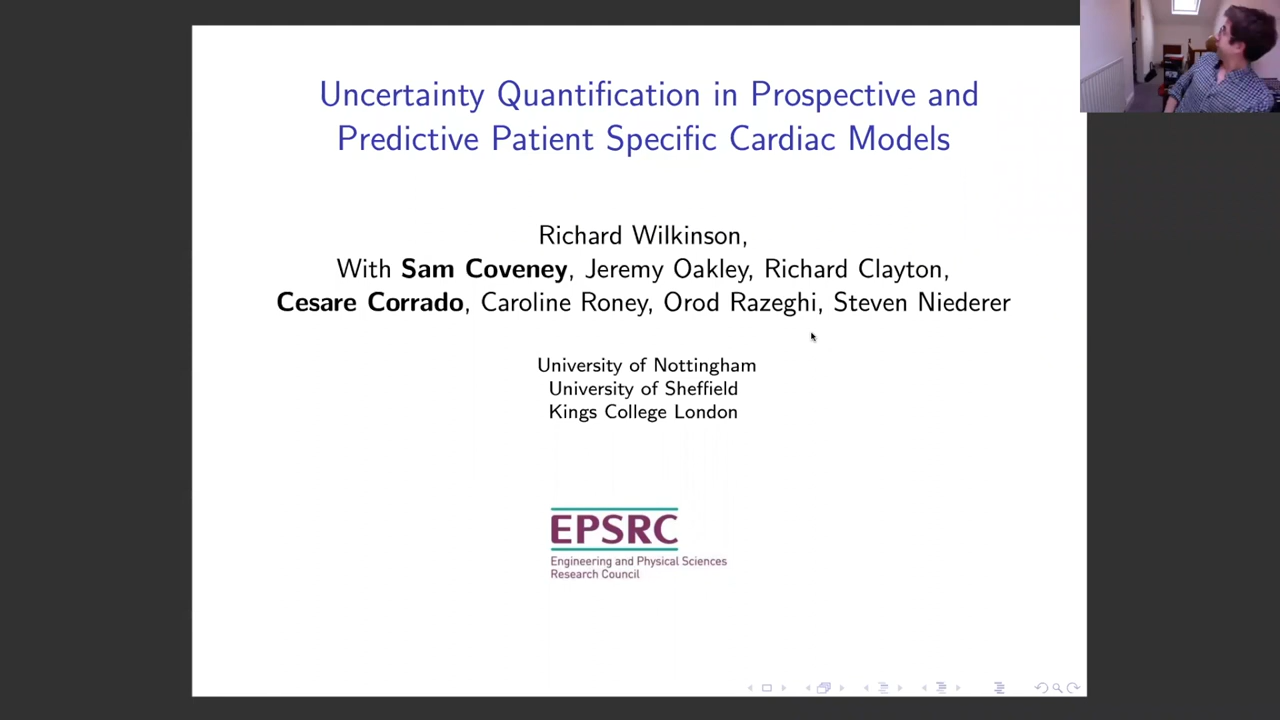 Uncertainty Quantification in Prospective and
Predictive Patient Specific Cardiac Models
Richard Wilkinson,
With Sam Coveney, Jeremy Oakley, Richard Clayton,
Cesare Corrado, Caroline Roney, Orod Razeghi, Steven Niederer
University of Nottingham
University of Sheffield
Kings College London
EPSRC
Engineering and Physical Sciences
Research Council